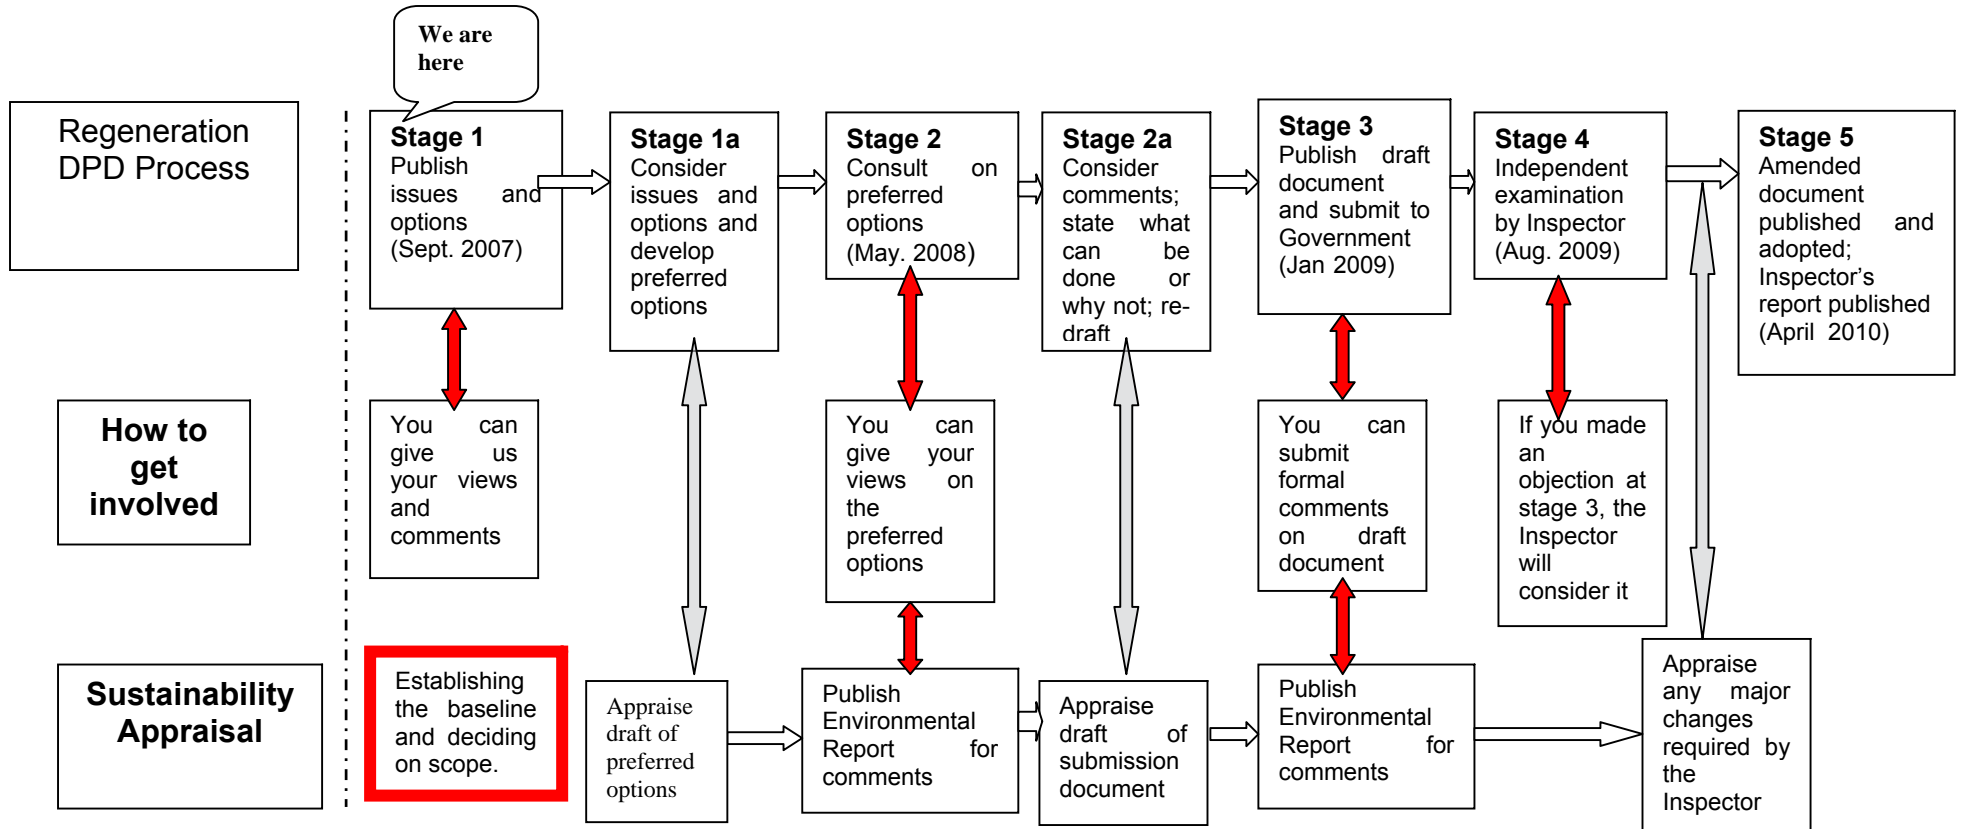 We are
here
Regeneration
DPD Process
Stage 1
Publish
issues and
options
(Sept. 2007)
Stage 1a
Consider
issues and
options and
develop
preferred
options
Stage 2
Consult on
preferred
options
(May. 2008)
Stage 2a
Consider
comments;
state what
can be
done or
why not; re-
draft
Stage 3
Publish draft
document
and submit to
Government
(Jan 2009)
Stage 4
Independent
examination
by Inspector
(Aug. 2009)
Stage 5
Amended
document
published and
adopted;
Inspector’s
report published
(April 2010)
How to
get
involved
You can
give us
your views
and
comments
You can
give your
views on
the
preferred
options
You can
submit
formal
comments
on draft
document
If you made
an
objection at
stage 3, the
Inspector
will
consider it
Sustainability
Appraisal
Establishing
the baseline
and deciding
on scope.
Appraise
draft of
preferred
options
Publish
Environmental
Report for
comments
Appraise
draft of
submission
document
Publish
Environmental
Report for
comments
Appraise
any major
changes
required by
the
Inspector